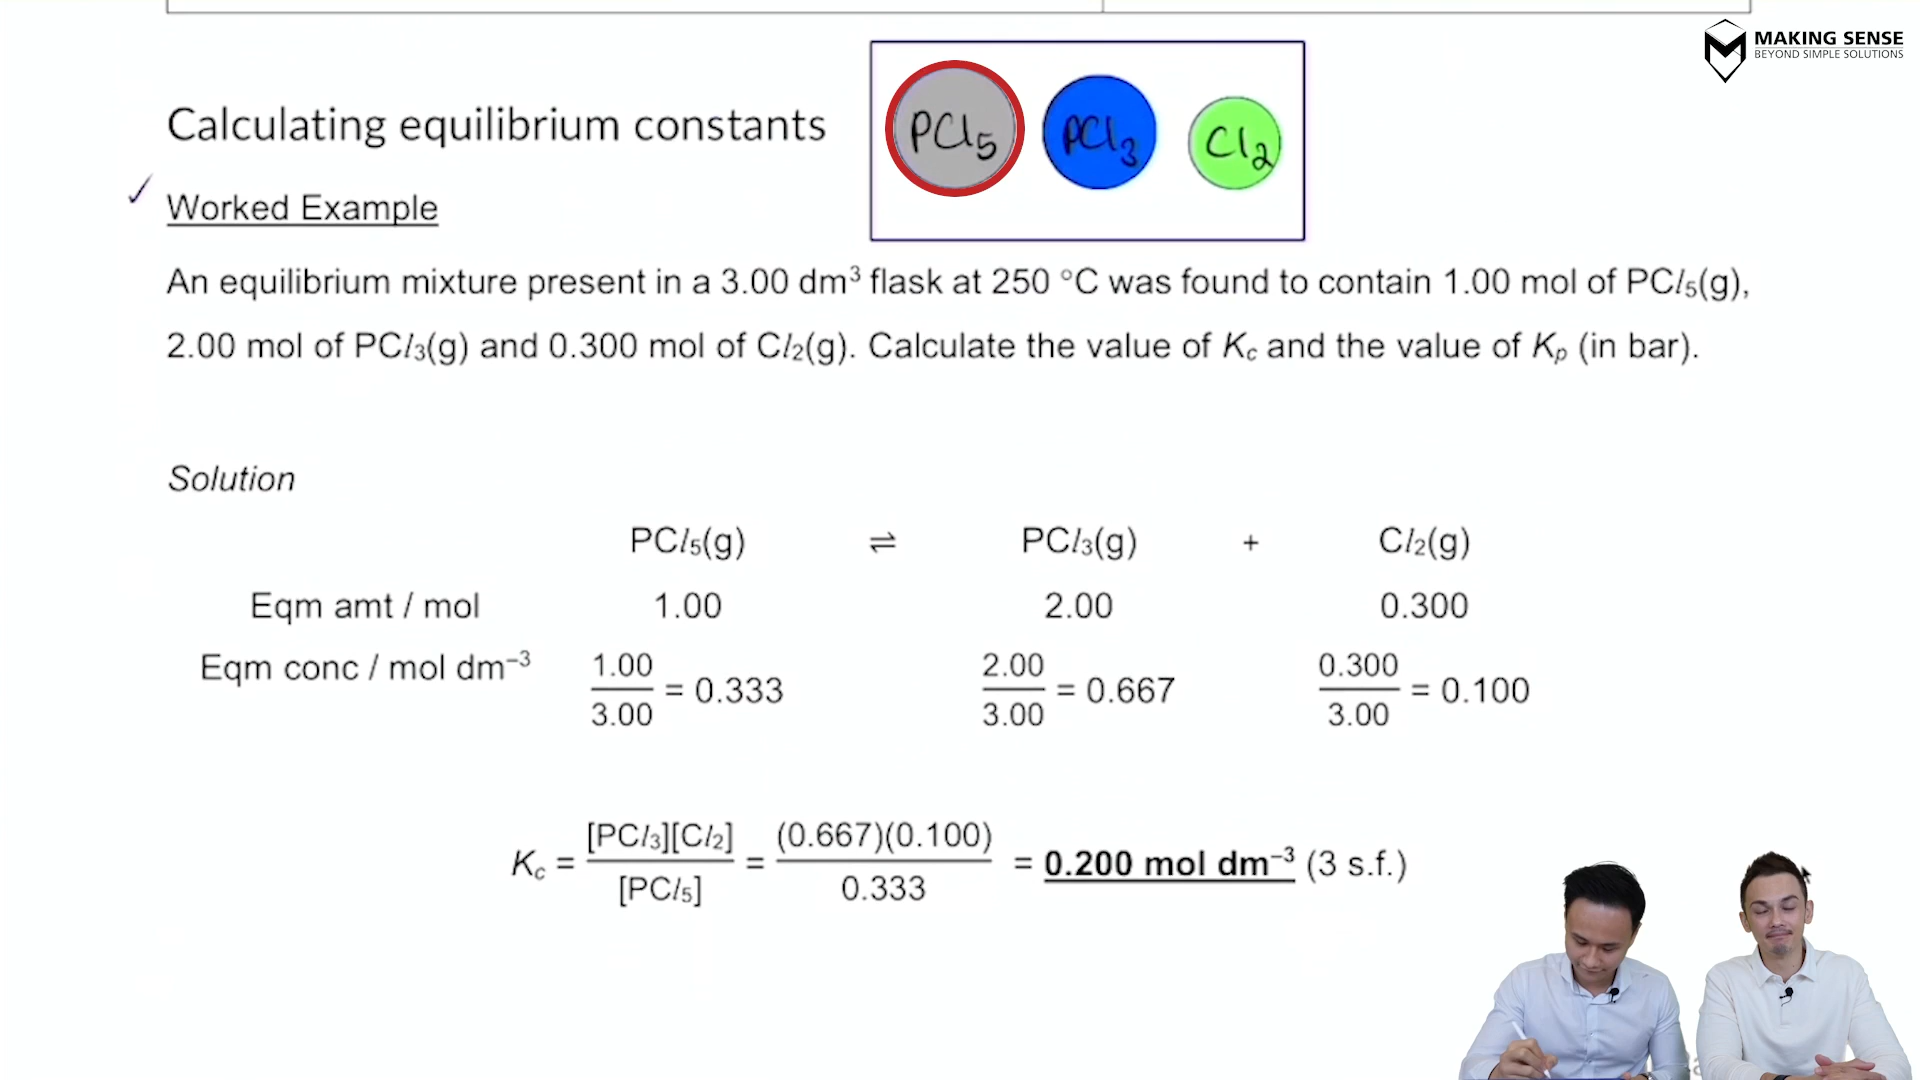 MAKING SENSE
BEYOND SIMPLE SOLUTIONS
PCl₅ PCl₃ Cl₂
Calculating equilibrium constants
✓ Worked Example
An equilibrium mixture present in a 3.00 dm³ flask at 250 °C was found to contain 1.00 mol of PCl₅(g),
2.00 mol of PCl₃(g) and 0.300 mol of Cl₂(g). Calculate the value of Kc and the value of Kp (in bar).
Solution
PCl₅(g) ⇌ PCl₃(g) + Cl₂(g)
Eqm amt / mol 1.00 2.00 0.300
Eqm conc / mol dm⁻³ 1.00/3.00 = 0.333 2.00/3.00 = 0.667 0.300/3.00 = 0.100
Kc = [PCl₃][Cl₂]/[PCl₅] = (0.667)(0.100)/0.333 = 0.200 mol dm⁻³ (3 s.f.)